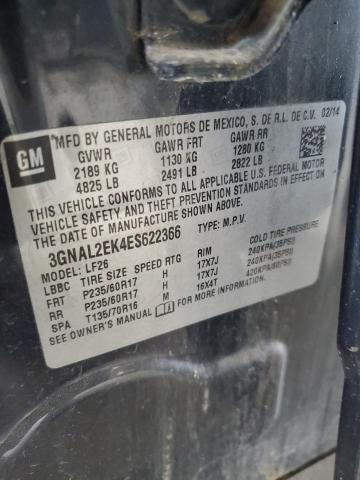 GM
MFD BY GENERAL MOTORS DE MEXICO, S. DE R.L. DE C.V. 02/14
GVWR GAWR FRT GAWR RR
2189 KG 1130 KG 1280 KG
4825 LB 2491 LB 2822 LB
THIS VEHICLE CONFORMS TO ALL APPLICABLE U.S. FEDERAL MOTOR
VEHICLE SAFETY AND THEFT PREVENTION STANDARDS IN EFFECT ON
THE DATE OF MANUFACTURE SHOWN ABOVE.
3GNAL2EK4ES622366 TYPE: M.P.V.
MODEL: LF26
LBBC TIRE SIZE SPEED RTG RIM COLD TIRE PRESSURE
FRT P235/60R17 H 17X7J 240KPA(35PSI)
RR P235/60R17 H 17X7J 240KPA(35PSI)
SPA T135/70R16 M 16X4T 420KPA(60PSI)
SEE OWNER'S MANUAL FOR MORE INFORMATION.